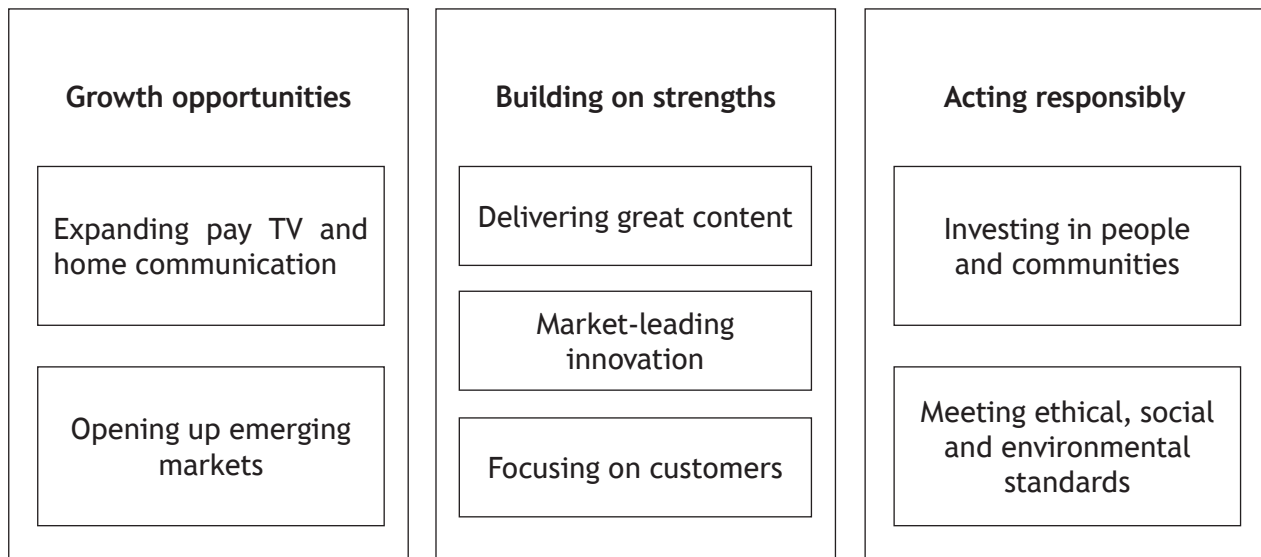 Growth opportunities
Expanding pay TV and
home communication
Opening up emerging
markets
Building on strengths
Delivering great content
Market-leading
innovation
Focusing on customers
Acting responsibly
Investing in people
and communities
Meeting ethical, social
and environmental
standards